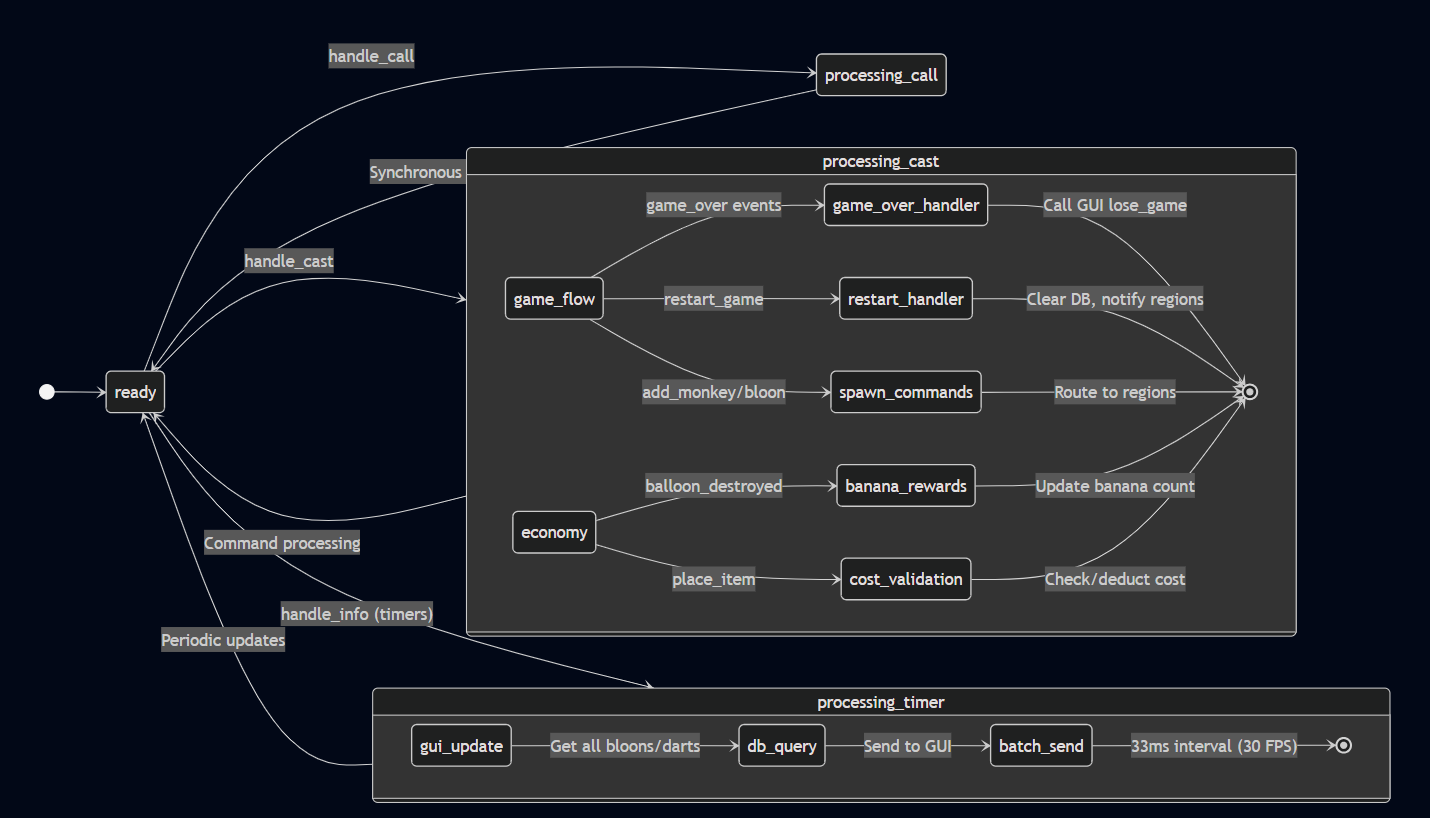 handle_call
processing_call
Synchronous
processing_cast
game_over events
game_over_handler
Call GUI lose_game
handle_cast
game_flow
restart_game
restart_handler
Clear DB, notify regions
ready
add_monkey/bloon
spawn_commands
Route to regions
balloon_destroyed
banana_rewards
Update banana count
economy
Command processing
place_item
cost_validation
Check/deduct cost
handle_info (timers)
Periodic updates
processing_timer
gui_update
Get all bloons/darts
db_query
Send to GUI
batch_send
33ms interval (30 FPS)